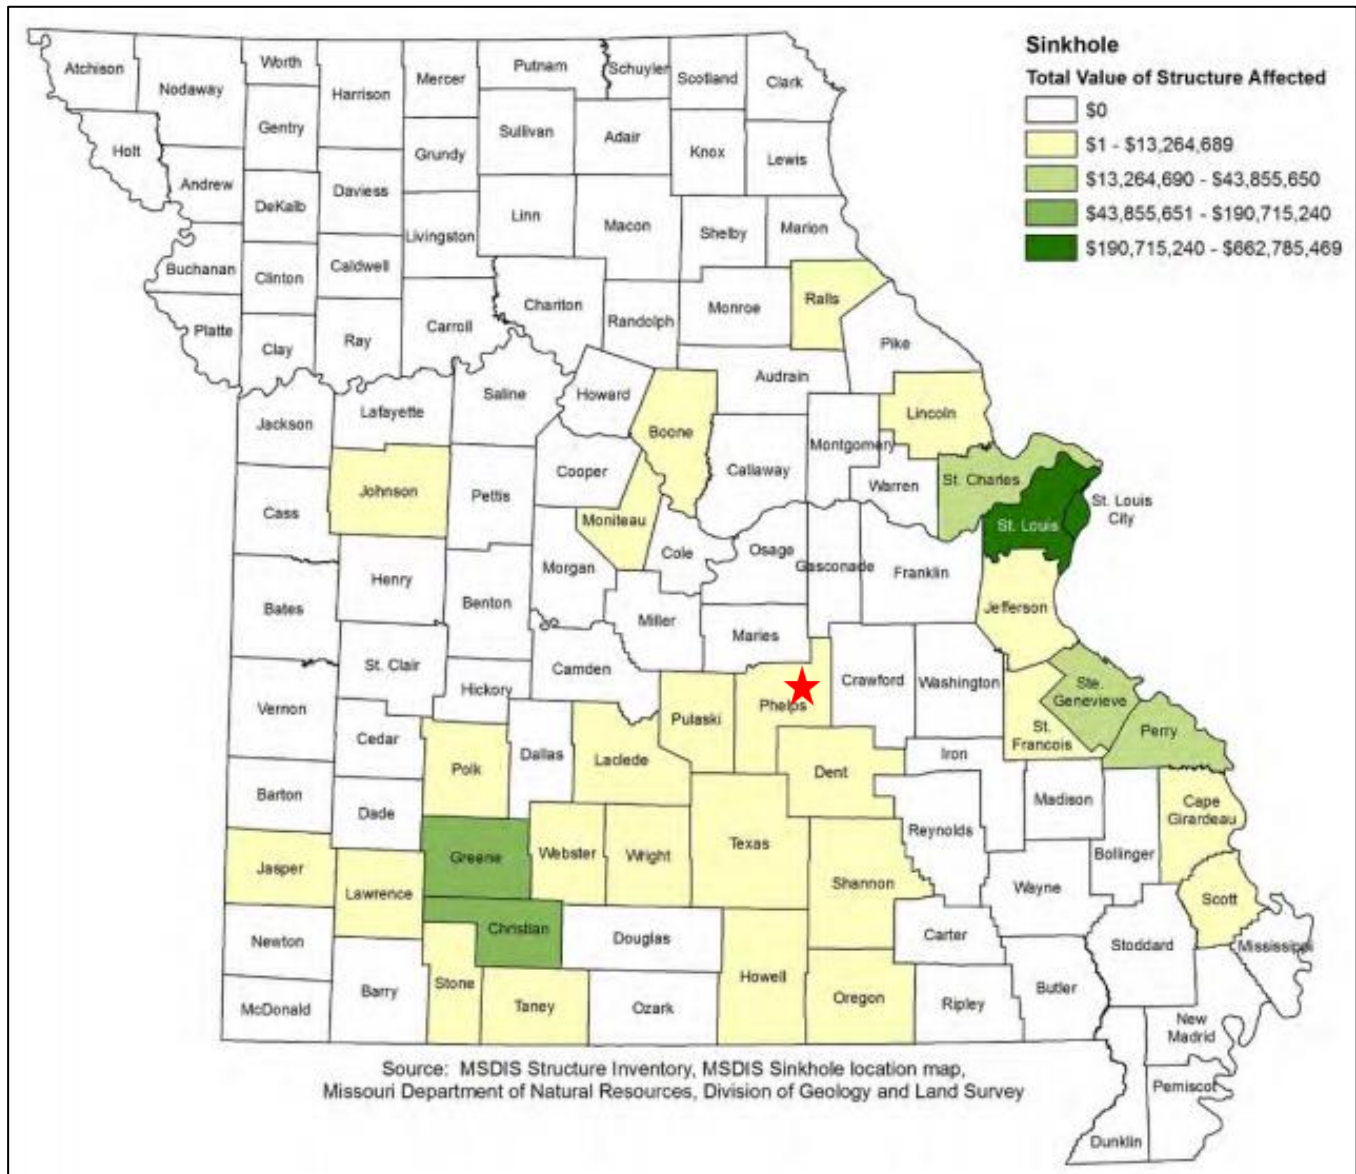 Sinkhole
Total Value of Structure Affected
$0
$1 - $13,264,689
$13,264,690 - $43,855,650
$43,855,651 - $190,715,240
$190,715,240 - $662,785,469
Atchison
Nodaway
Worth
Harrison
Mercer
Putnam
Schuyler
Scotland
Clark
Holt
Gentry
Sullivan
Adair
Knox
Lewis
Grundy
Andrew
DeKalb
Daviess
Linn
Macon
Shelby
Marion
Livingston
Buchanan
Clinton
Caldwell
Chariton
Randolph
Monroe
Ralls
Platte
Clay
Ray
Carroll
Pike
Audrain
Saline
Howard
Lafayette
Jackson
Boone
Lincoln
Montgomery
Callaway
Cooper
Warren
St. Charles
Johnson
Pettis
Cass
Moniteau
St. Louis
St. Louis
City
Cole
Osage
Gasconade
Franklin
Morgan
Henry
Benton
Bates
Miller
Maries
Jefferson
St. Clair
Camden
Hickory
Crawford
Washington
Ste.
Genevieve
Vernon
Pulaski
Phelps
St.
Francois
Perry
Cedar
Dallas
Laclede
Polk
Dent
Iron
Barton
Dade
Madison
Cape
Girardeau
Reynolds
Greene
Webster
Wright
Texas
Bollinger
Jasper
Lawrence
Shannon
Wayne
Scott
Christian
Douglas
Newton
Carter
Stoddard
Mississippi
Howell
Stone
Barry
Taney
Ozark
Oregon
Ripley
Butler
McDonald
New
Madrid
Pemiscot
Dunklin
Source: MSDIS Structure Inventory, MSDIS Sinkhole location map,
Missouri Department of Natural Resources, Division of Geology and Land Survey